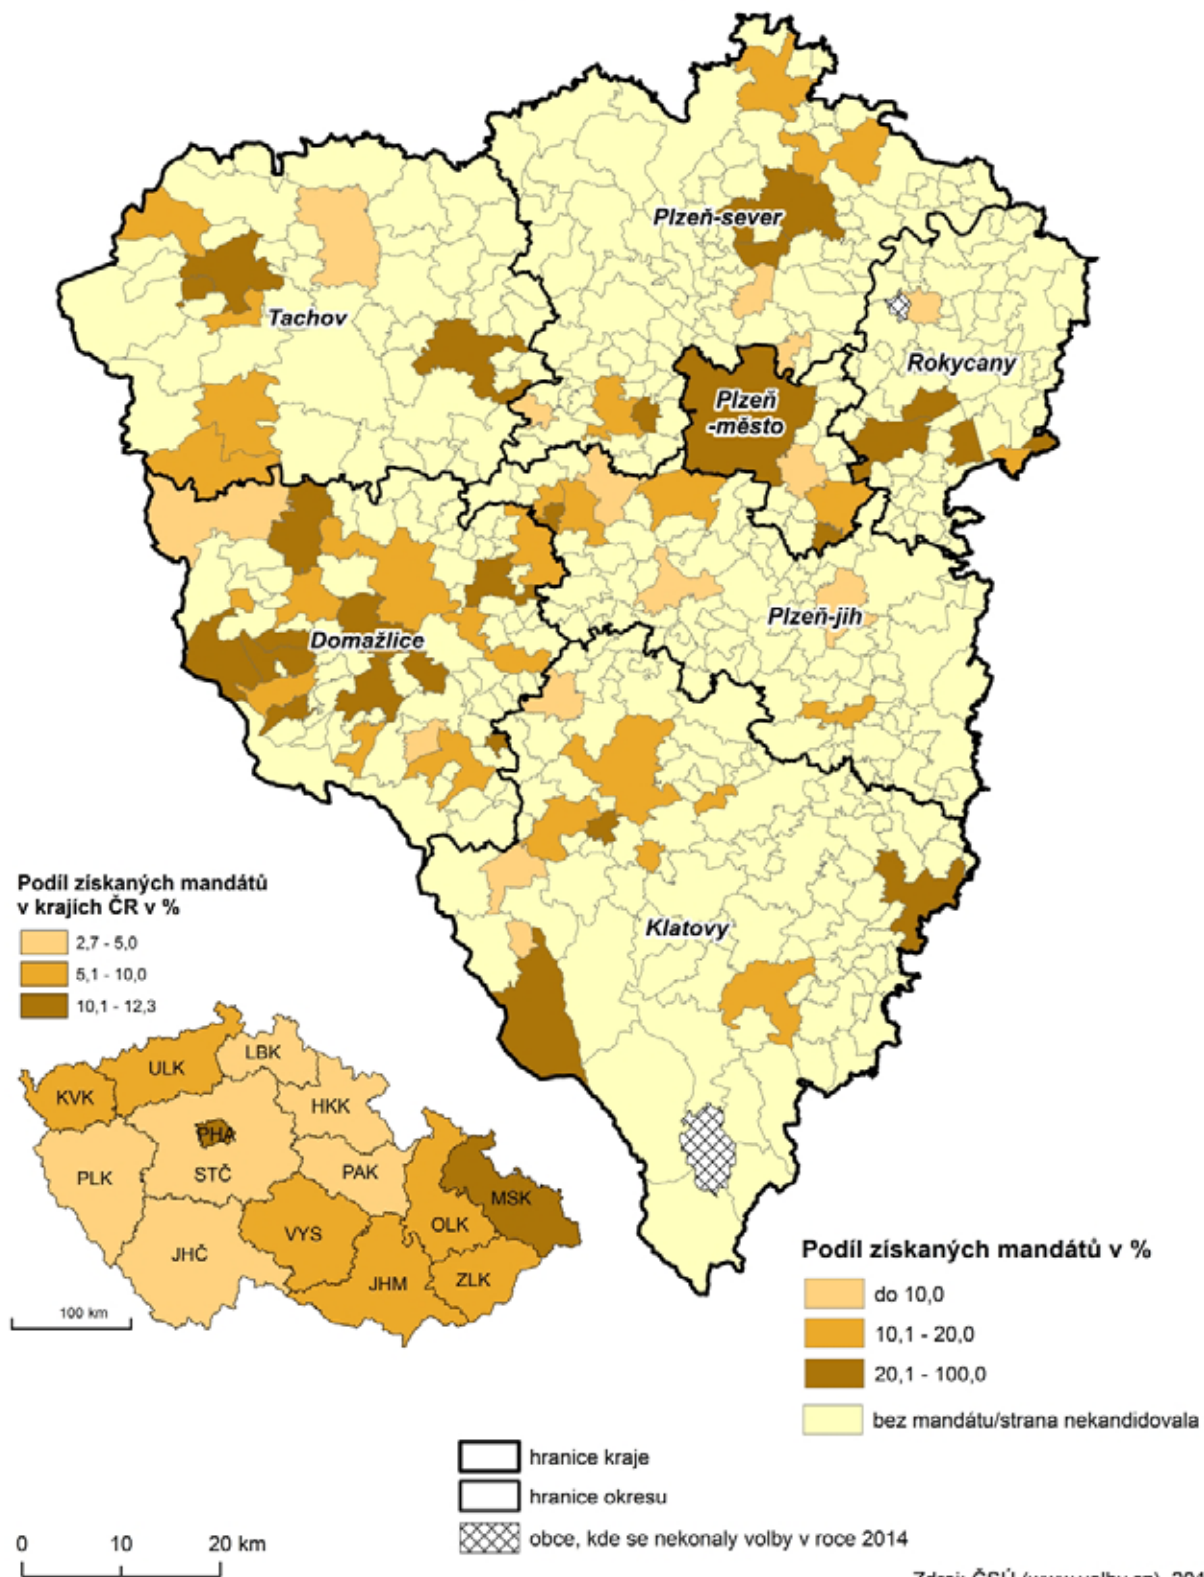 Plzeň-sever
Tachov
Rokycany
Plzeň
-město
Plzeň-jih
Domažlice
Klatovy
Podíl získaných mandátů
v krajích ČR v %
2,7 - 5,0
5,1 - 10,0
10,1 - 12,3
LBK
ULK
KVK
HKK
PHA
PLK
STČ
PAK
MSK
OLK
VYS
JHČ
JHM
ZLK
100 km
Podíl získaných mandátů v %
do 10,0
10,1 - 20,0
20,1 - 100,0
bez mandátu/strana nekandidovala
hranice kraje
hranice okresu
obce, kde se nekonaly volby v roce 2014
0 10 20 km